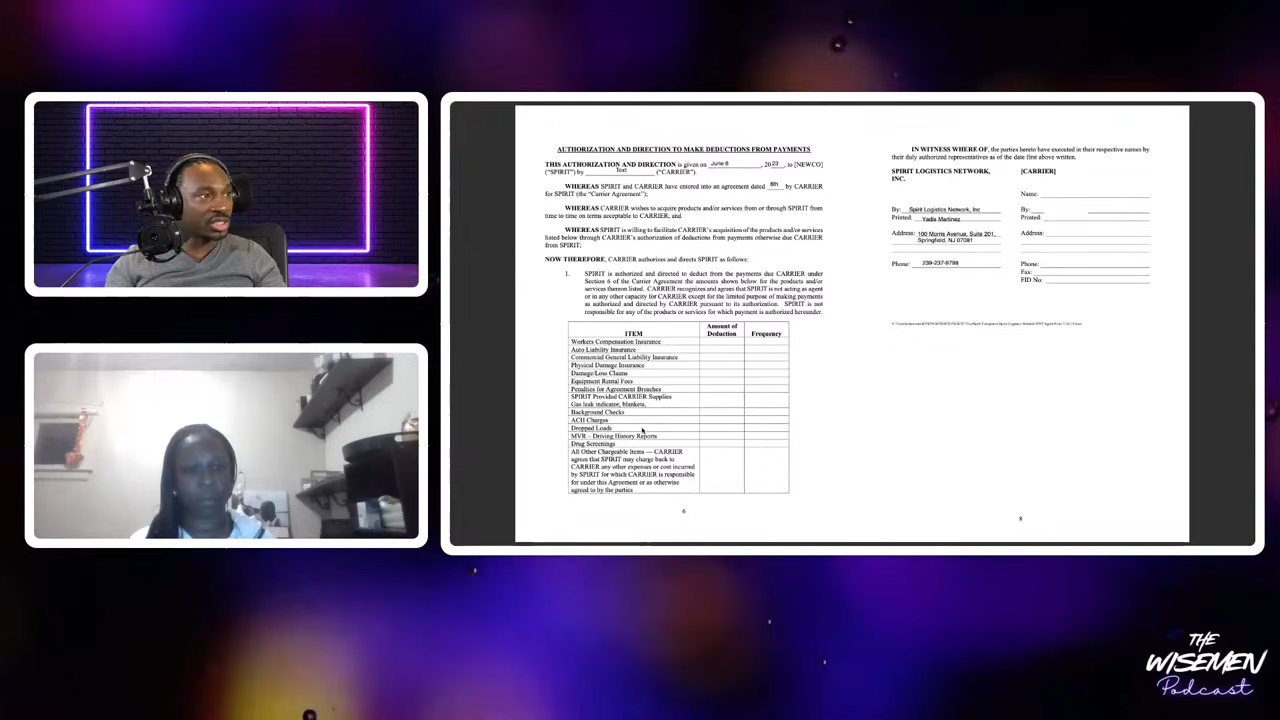 AUTHORIZATION AND DIRECTION TO MAKE DEDUCTIONS FROM PAYMENTS
THIS AUTHORIZATION AND DIRECTION is given on June 6, 2023, to [NEWCO]
("SPIRIT") by Text ("CARRIER").
WHEREAS SPIRIT and CARRIER have entered into an agreement dated 6th by CARRIER
for SPIRIT (the "Carrier Agreement");
WHEREAS CARRIER wishes to acquire products and/or services from or through SPIRIT from
time to time on terms acceptable to CARRIER; and
WHEREAS SPIRIT is willing to facilitate CARRIER's acquisition of the products and/or services
listed below through CARRIER's authorization of deductions from payments otherwise due CARRIER
from SPIRIT;
NOW THEREFORE, CARRIER authorizes and directs SPIRIT as follows:
1. SPIRIT is authorized and directed to deduct from the payments due CARRIER under
Section 6 of the Carrier Agreement the amounts shown below for the products and/or
services thereon listed. CARRIER recognizes and agrees that SPIRIT is not acting as agent
or in any other capacity for CARRIER except for the limited purpose of making payments
as authorized and directed by CARRIER pursuant to its authorization. SPIRIT is not
responsible for any of the products or services for which payment is authorized hereunder.
ITEM Amount of Deduction Frequency
Workers Compensation Insurance
Auto Liability Insurance
Commercial General Liability Insurance
Physical Damage Insurance
Damage/Loss Claims
Equipment Rental Fees
Penalties for Agreement Breaches
SPIRIT Provided CARRIER Supplies
Gas leak indicator, blankets,
Background Checks
ACH Charges
Dropped Loads
MVR – Driving History Reports
Drug Screenings
All Other Chargeable Items — CARRIER
agrees that SPIRIT may charge back to
CARRIER any other expenses or cost incurred
by SPIRIT for which CARRIER is responsible
for under this Agreement or as otherwise
agreed to by the parties
6
IN WITNESS WHERE OF, the parties hereto have executed in their respective names by
their duly authorized representatives as of the date first above written.
SPIRIT LOGISTICS NETWORK,
INC.
By: Spirit Logistics Network, Inc
Printed: Yadis Martinez
Address: 100 Morris Avenue, Suite 201,
Springfield, NJ 07081
Phone: 239-237-9798
[CARRIER]
Name:
By:
Printed:
Address:
Phone:
Fax:
FID No:
8
THE
WISEMEN
Podcast